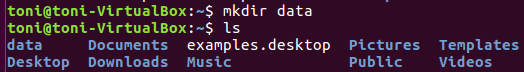 toni@toni-VirtualBox:~$ mkdir data
toni@toni-VirtualBox:~$ ls
data     Documents  examples.desktop  Pictures  Templates
Desktop  Downloads  Music             Public    Videos